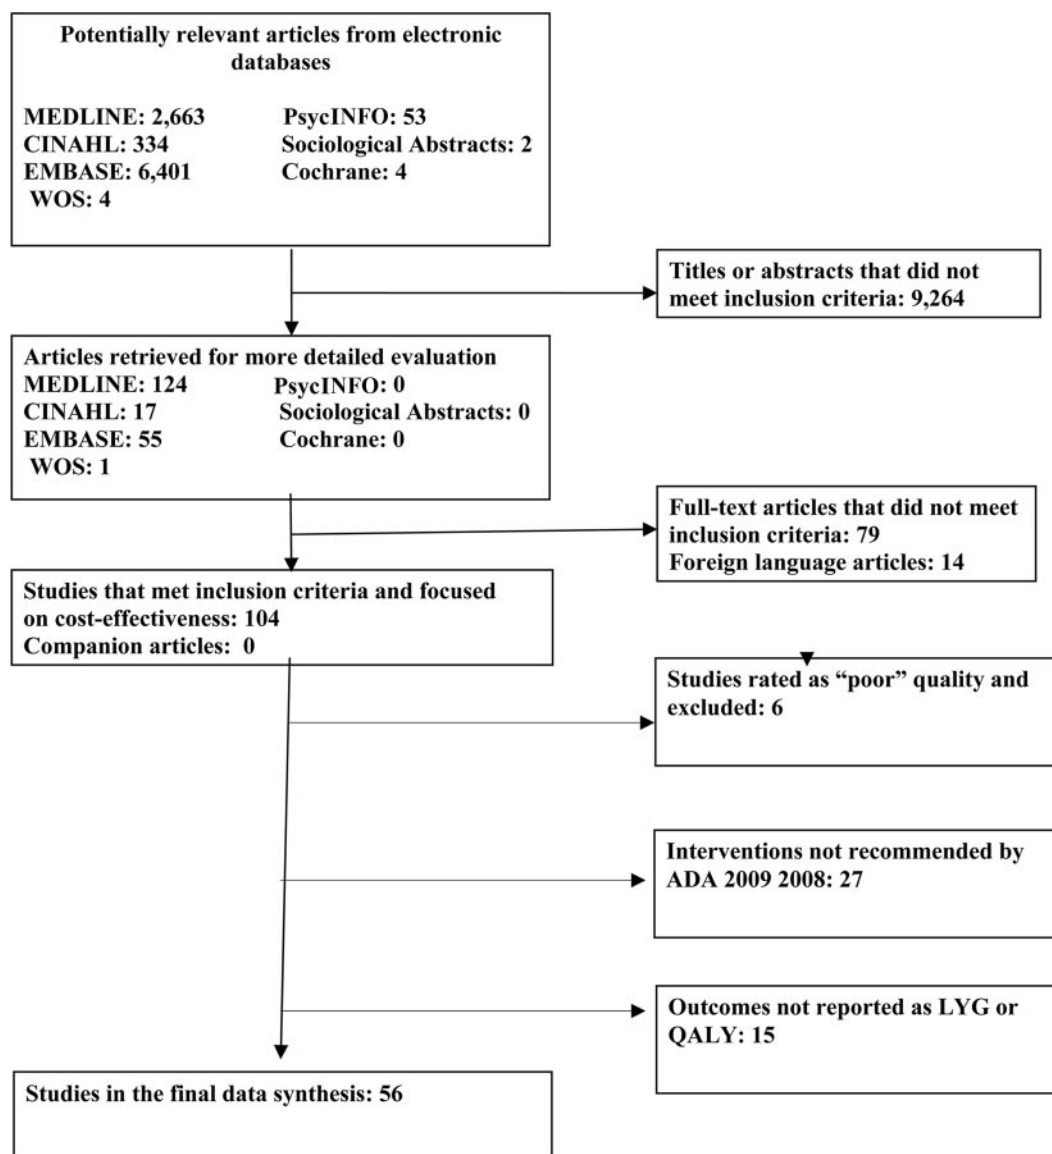 Potentially relevant articles from electronic
databases
MEDLINE: 2,663 PsycINFO: 53
CINAHL: 334 Sociological Abstracts: 2
EMBASE: 6,401 Cochrane: 4
WOS: 4
Titles or abstracts that did not
meet inclusion criteria: 9,264
Articles retrieved for more detailed evaluation
MEDLINE: 124 PsycINFO: 0
CINAHL: 17 Sociological Abstracts: 0
EMBASE: 55 Cochrane: 0
WOS: 1
Full-text articles that did not meet
inclusion criteria: 79
Foreign language articles: 14
Studies that met inclusion criteria and focused
on cost-effectiveness: 104
Companion articles: 0
Studies rated as “poor” quality and
excluded: 6
Interventions not recommended by
ADA 2009 2008: 27
Outcomes not reported as LYG or
QALY: 15
Studies in the final data synthesis: 56